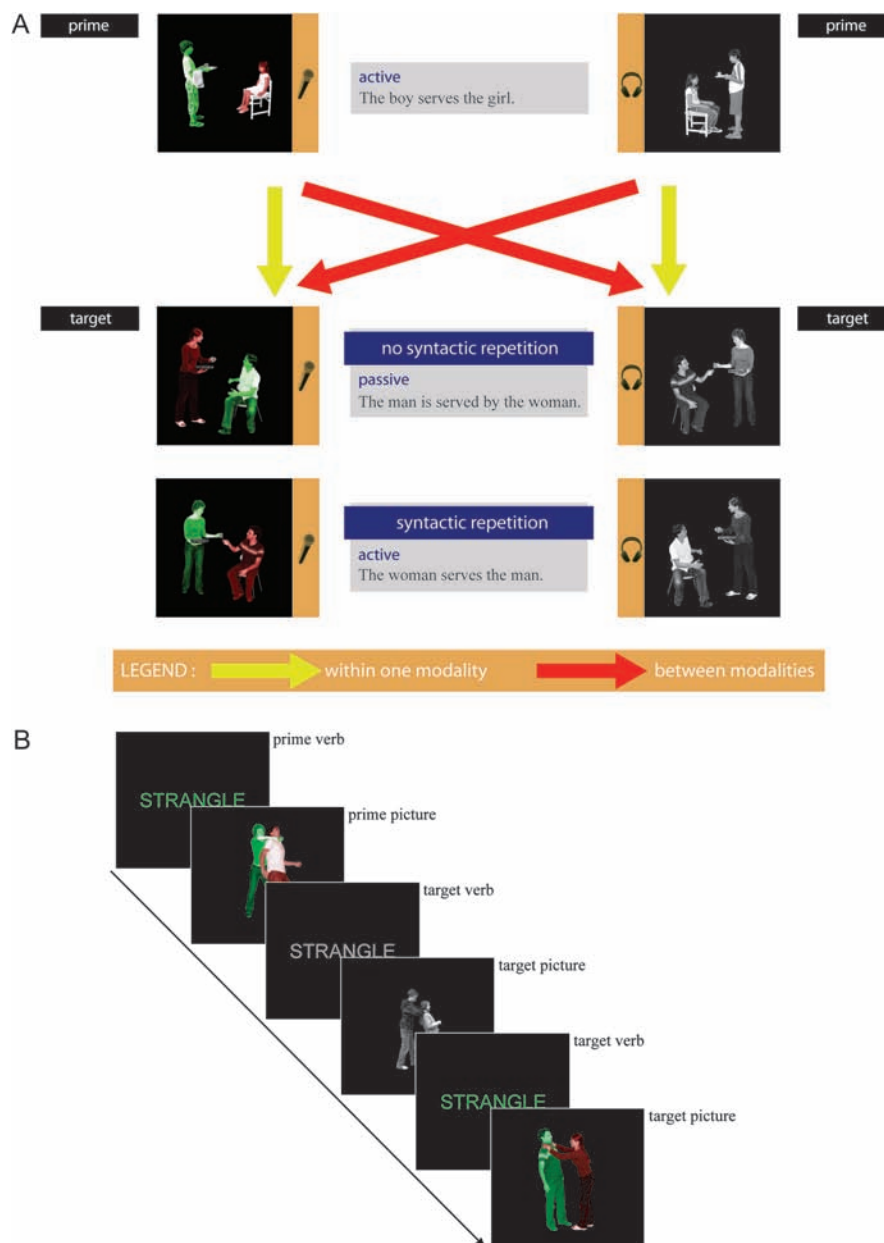 A
prime
prime
active
The boy serves the girl.
target
target
no syntactic repetition
passive
The man is served by the woman.
syntactic repetition
active
The woman serves the man.
LEGEND : within one modality between modalities
B
prime verb
STRANGLE
prime picture
target verb
STRANGLE
target picture
target verb
STRANGLE
target picture